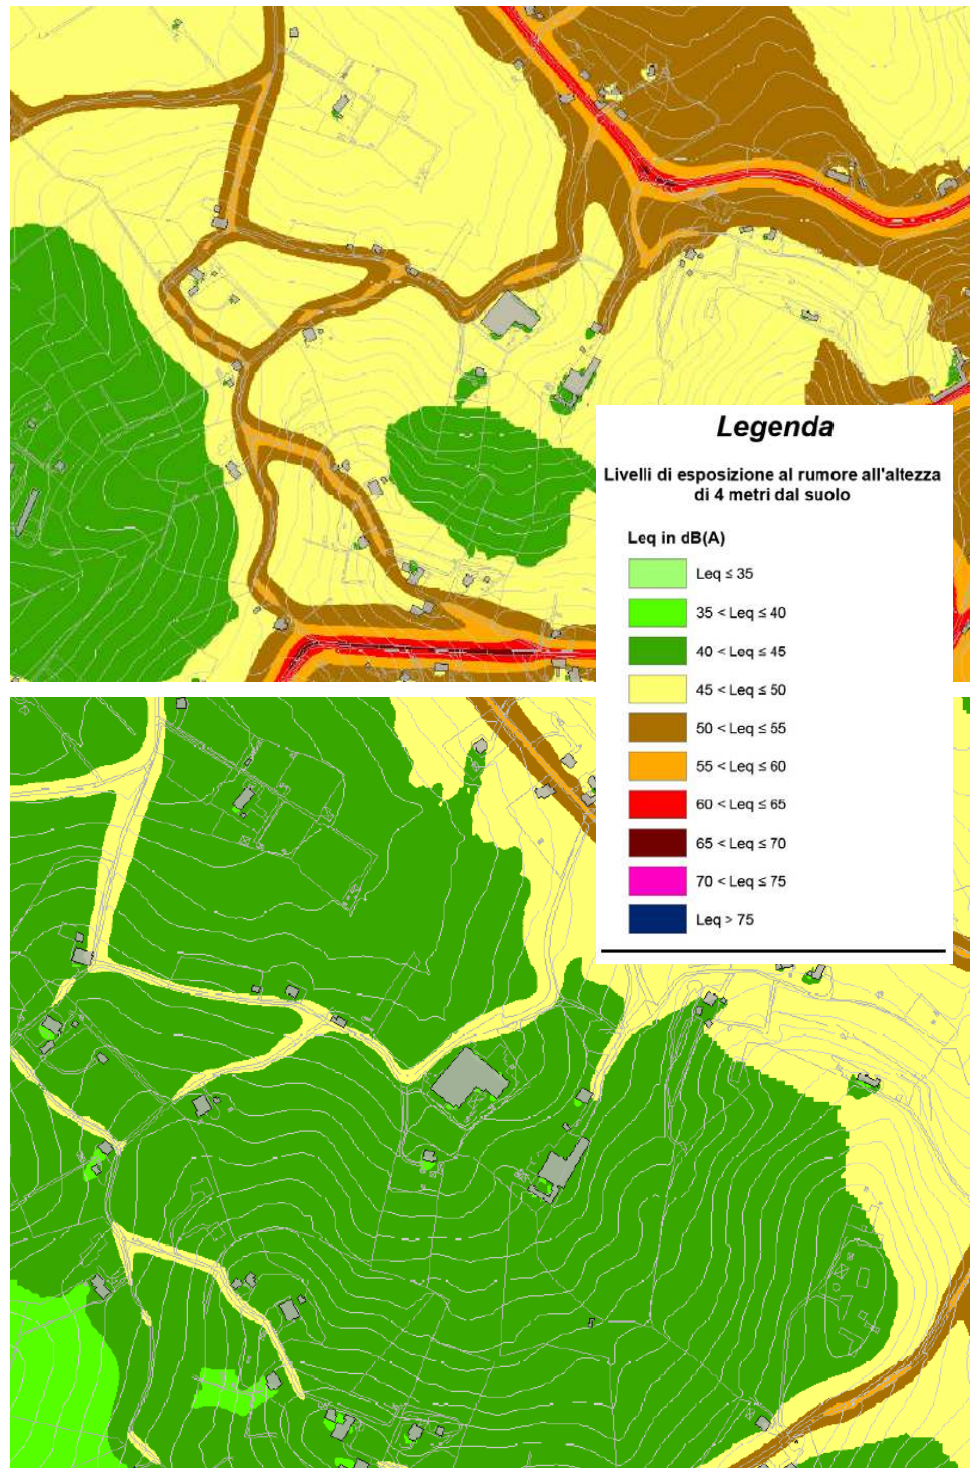 Legenda
Livelli di esposizione al rumore all'altezza
di 4 metri dal suolo
Leq in dB(A)
Leq ≤ 35
35 < Leq ≤ 40
40 < Leq ≤ 45
45 < Leq ≤ 50
50 < Leq ≤ 55
55 < Leq ≤ 60
60 < Leq ≤ 65
65 < Leq ≤ 70
70 < Leq ≤ 75
Leq > 75